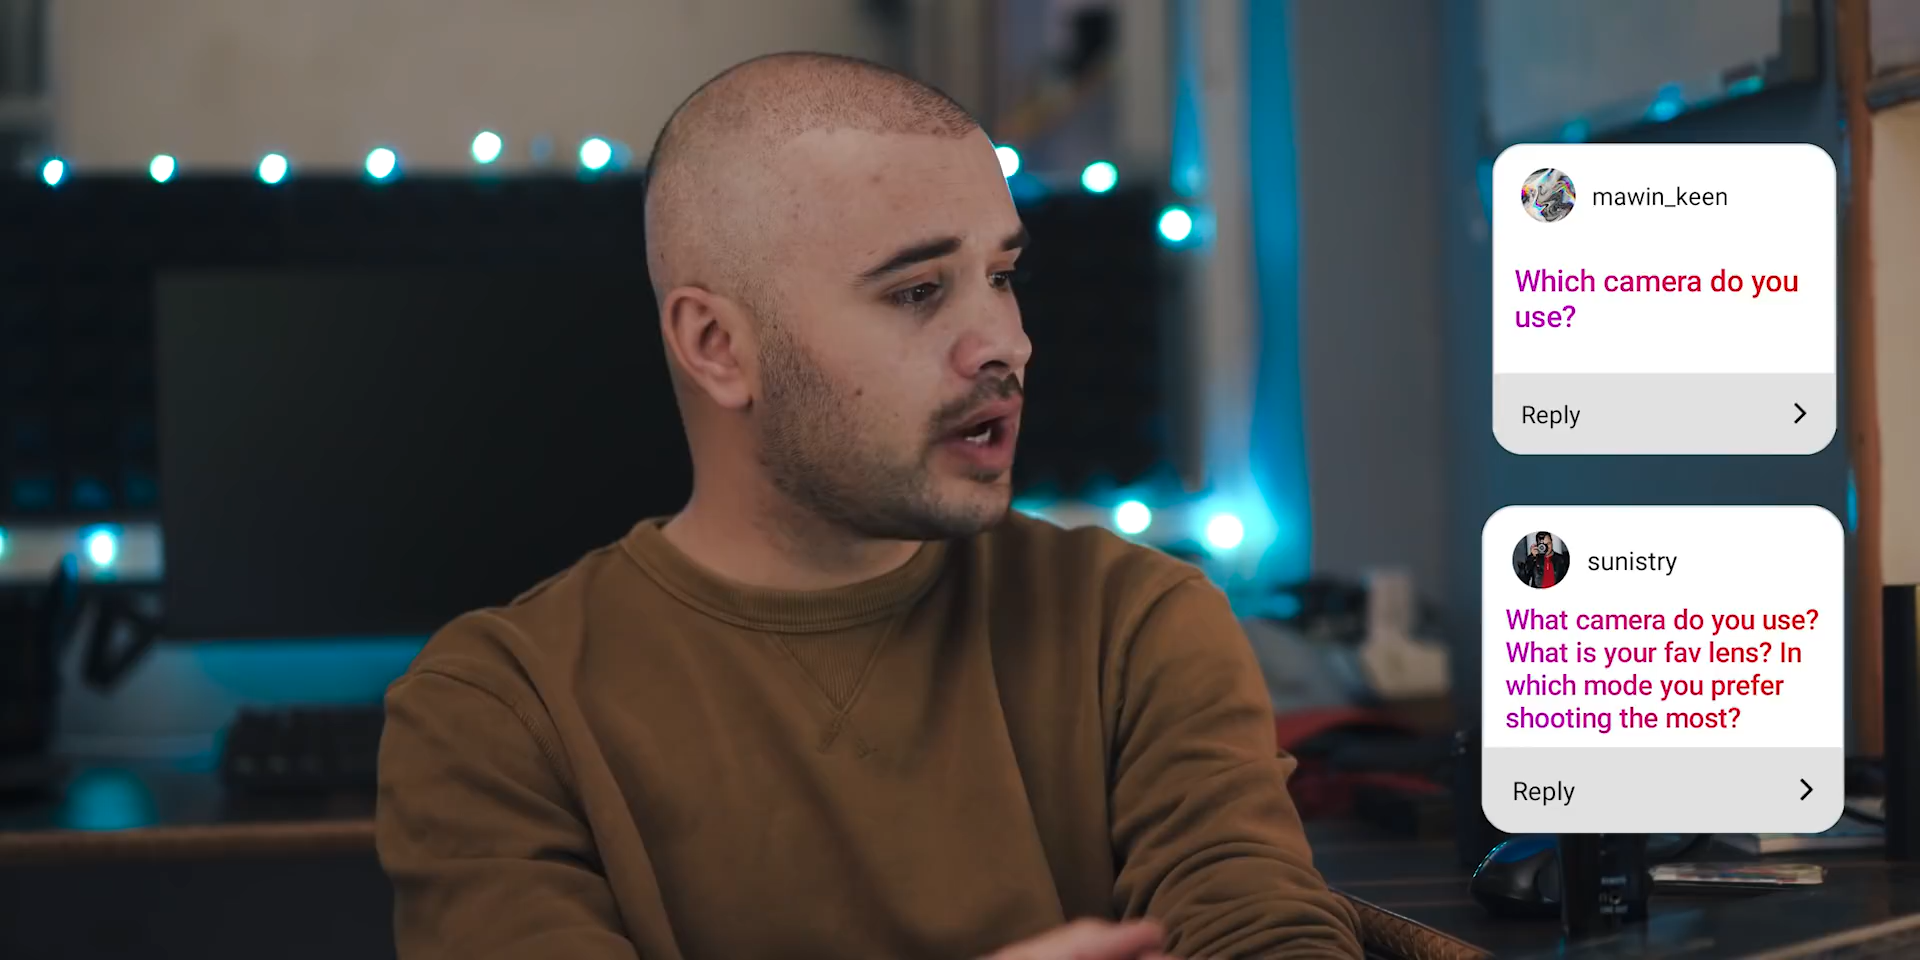 mawin_keen
Which camera do you
use?
Reply
sunistry
What camera do you use?
What is your fav lens? In
which mode you prefer
shooting the most?
Reply